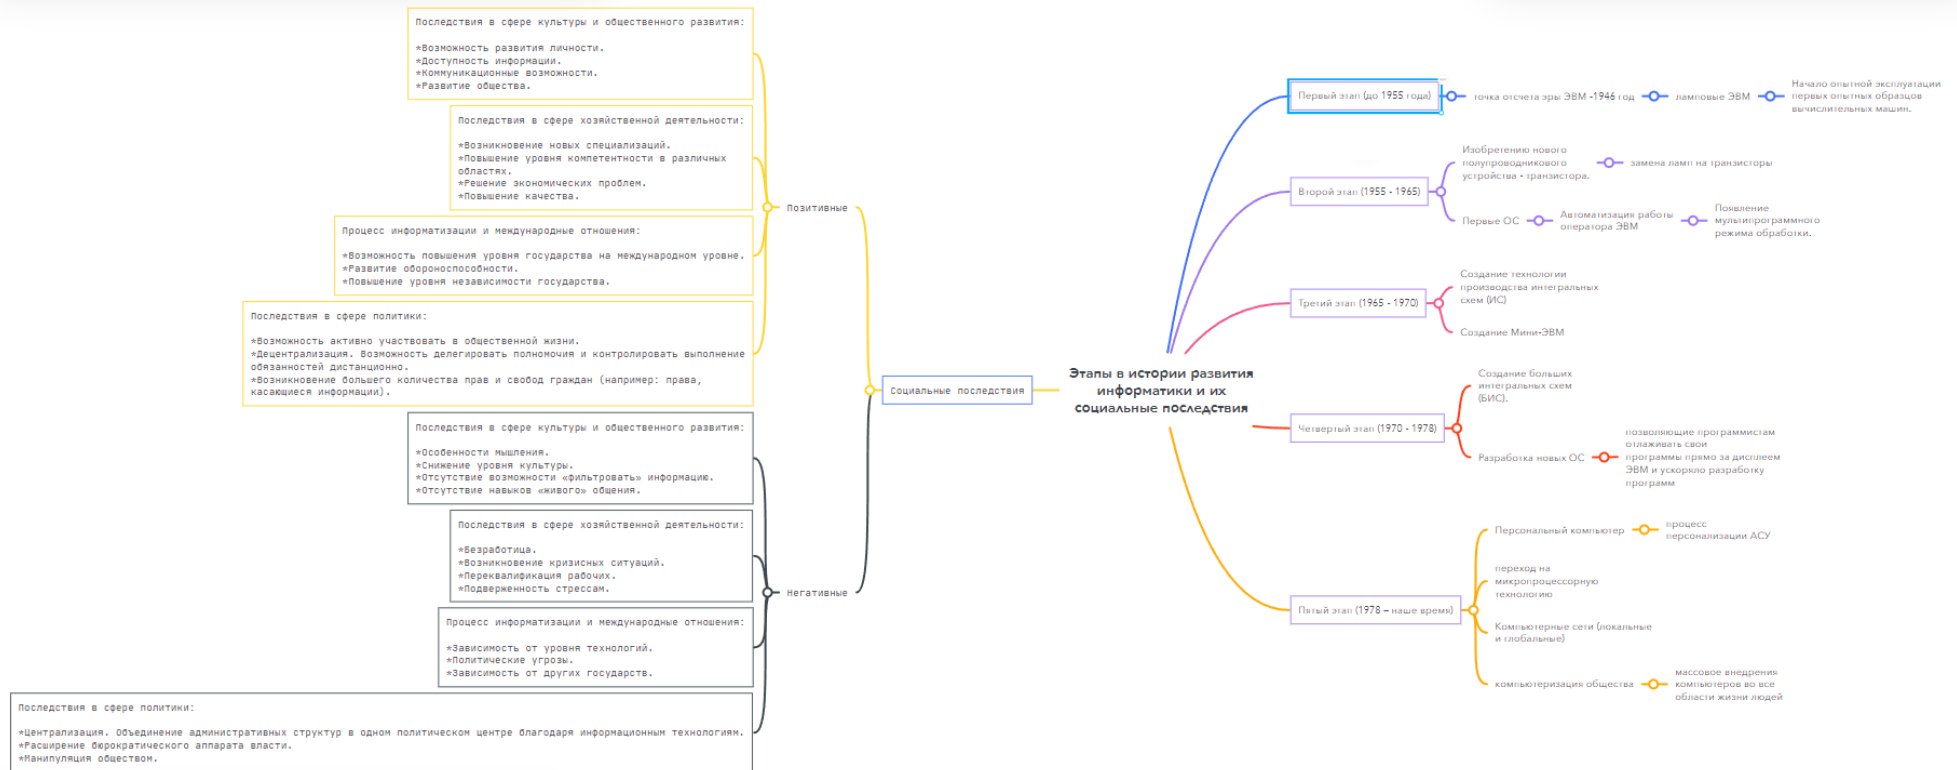 Последствия в сфере культуры и общественного развития:
*Возможность развития личности.
*Доступность информации.
*Коммуникационные возможности.
*Развитие общества.
Последствия в сфере хозяйственной деятельности:
*Возникновение новых специализаций.
*Повышение уровня компетентности в различных
областях.
*Решение экономических проблем.
*Повышение качества.
Процесс информатизации и международные отношения:
*Возможность повышения уровня государства на международном уровне.
*Развитие обороноспособности.
*Повышение уровня независимости государства.
Последствия в сфере политики:
*Возможность активно участвовать в общественной жизни.
*Децентрализация. Возможность делегировать полномочия и контролировать выполнение
обязанностей дистанционно.
*Возникновение большего количества прав и свобод граждан (например: права,
касающиеся информации).
Позитивные
Последствия в сфере культуры и общественного развития:
*Особенности мышления.
*Снижение уровня культуры.
*Отсутствие возможности «фильтровать» информацию.
*Отсутствие навыков «живого» общения.
Последствия в сфере хозяйственной деятельности:
*Безработица.
*Возникновение кризисных ситуаций.
*Переквалификация рабочих.
*Подверженность стрессам.
Процесс информатизации и международные отношения:
*Зависимость от уровня технологий.
*Политические угрозы.
*Зависимость от других государств.
Последствия в сфере политики:
*Централизация. Объединение административных структур в одном политическом центре благодаря информационным технологиям.
*Расширение бюрократического аппарата власти.
*Манипуляция обществом.
Негативные
Социальные последствия
Этапы в истории развития
информатики и их
социальные последствия
Первый этап (до 1955 года)
точка отсчета эры ЭВМ -1946 год
ламповые ЭВМ
Начало опытной эксплуатации
первых опытных образцов
вычислительных машин.
Второй этап (1955 - 1965)
Изобретению нового
полупроводникового
устройства - транзистора.
замена ламп на транзисторы
Первые ОС
Автоматизация работы
оператора ЭВМ
Появление
мультипрограммного
режима обработки.
Третий этап (1965 - 1970)
Создание технологии
производства интегральных
схем (ИС)
Создание Мини-ЭВМ
Четвертый этап (1970 - 1978)
Создание больших
интегральных схем
(БИС).
Разработка новых ОС
позволяющие программистам
отлаживать свои
программы прямо за дисплеем
ЭВМ и ускоряло разработку
программ
Пятый этап (1978 – наше время)
Персональный компьютер
процесс
персонализации АСУ
переход на
микропроцессорную
технологию
Компьютерные сети (локальные
и глобальные)
компьютеризация общества
массовое внедрения
компьютеров во все
области жизни людей